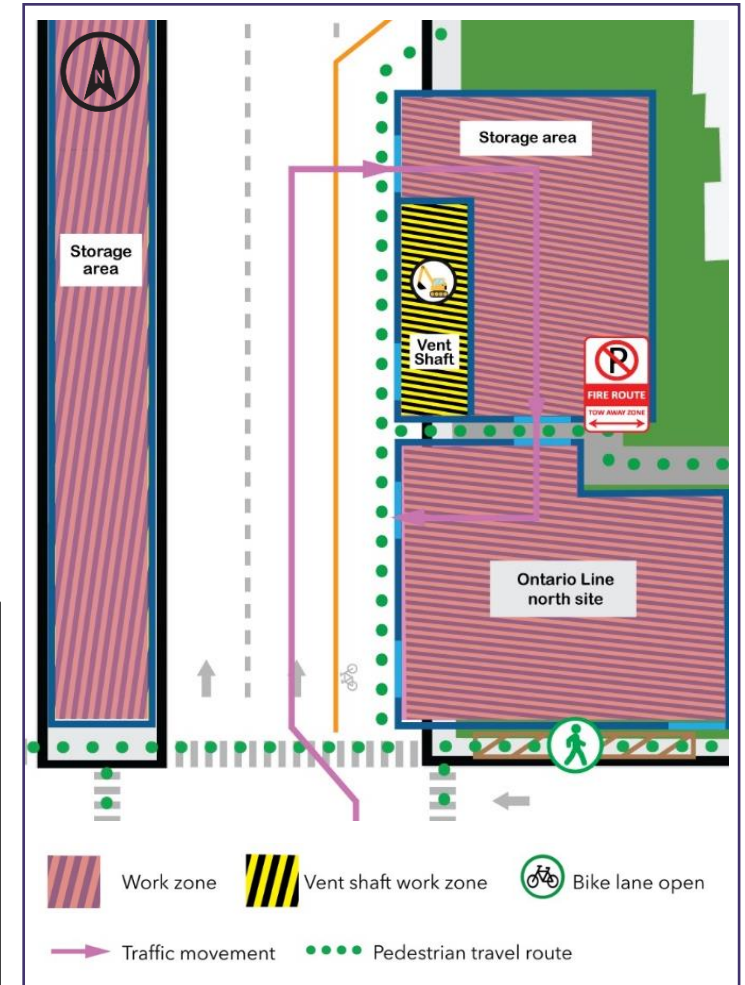 N
Storage area
Storage
area
Vent
Shaft
P
FIRE ROUTE
TOW AWAY ZONE
Ontario Line
north site
Work zone
Vent shaft work zone
Bike lane open
Traffic movement
Pedestrian travel route